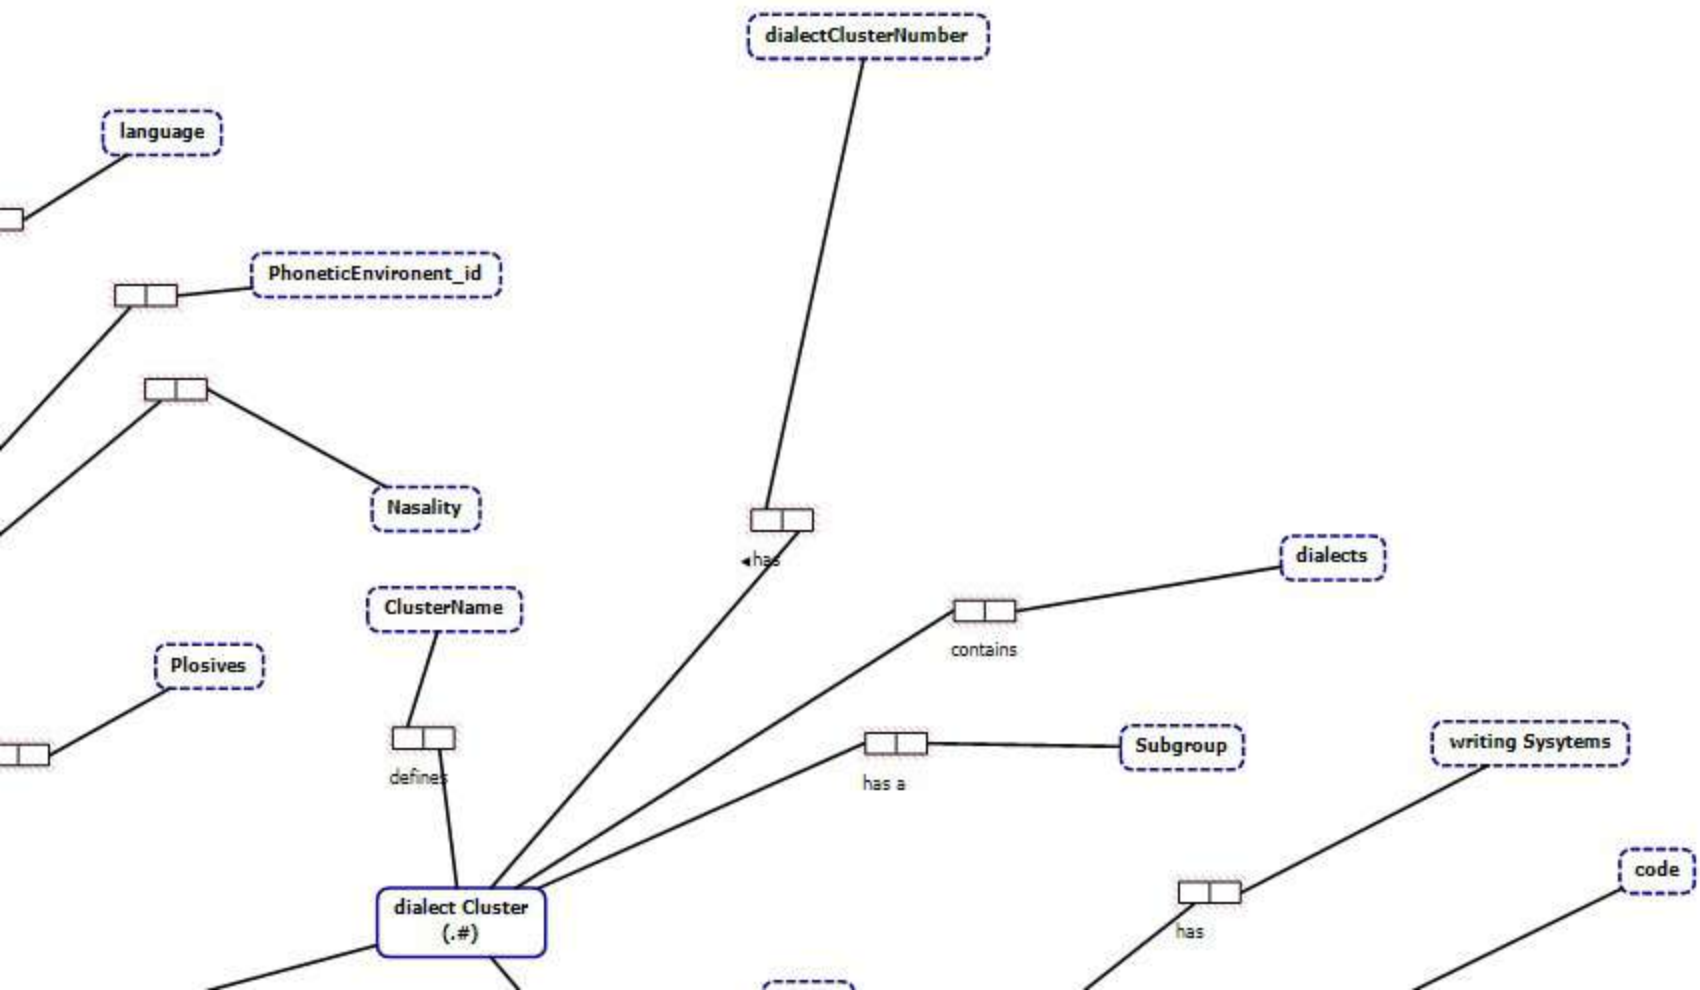 dialectClusterNumber
language
PhoneticEnvironent_id
Nasality
◄has
dialects
ClusterName
contains
Plosives
defines
Subgroup
writing Sysytems
has a
code
dialect Cluster
(.#)
has